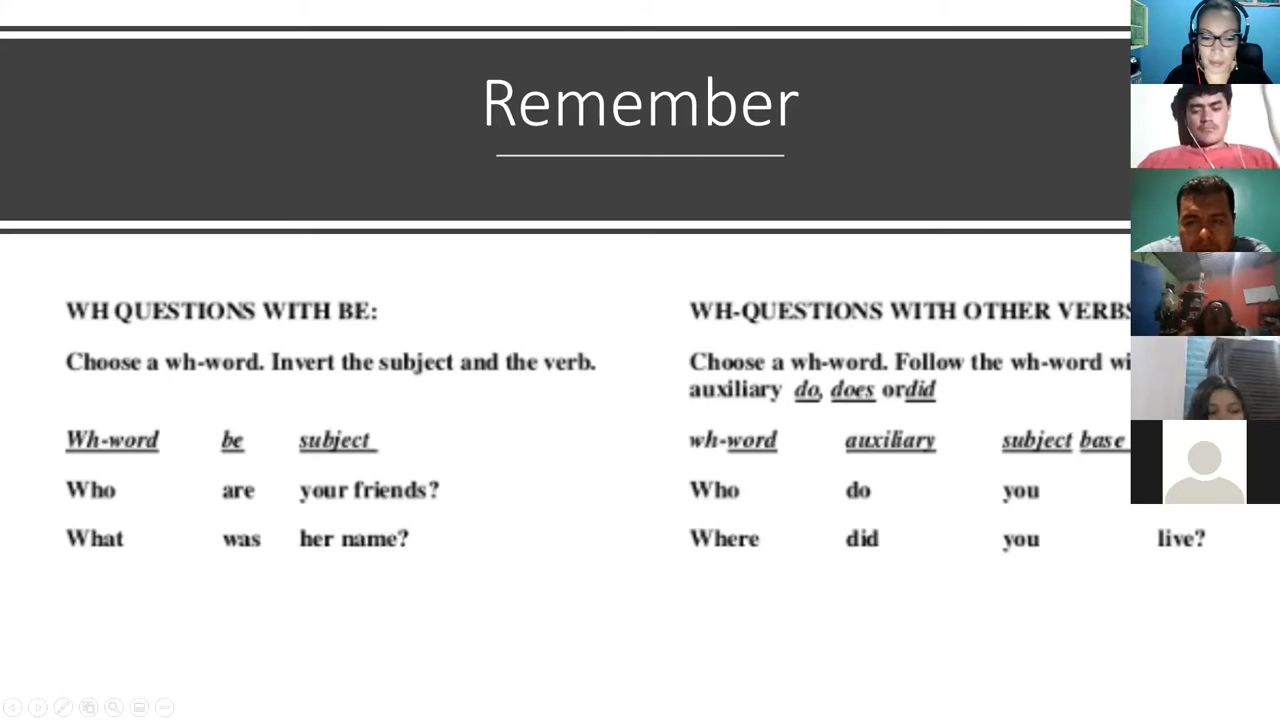 Remember
WH QUESTIONS WITH BE:
Choose a wh-word. Invert the subject and the verb.
Wh-word be subject
Who are your friends?
What was her name?
WH-QUESTIONS WITH OTHER VERBS
Choose a wh-word. Follow the wh-word
auxiliary do, does or did
wh-word auxiliary subject base
Who do you
Where did you live?